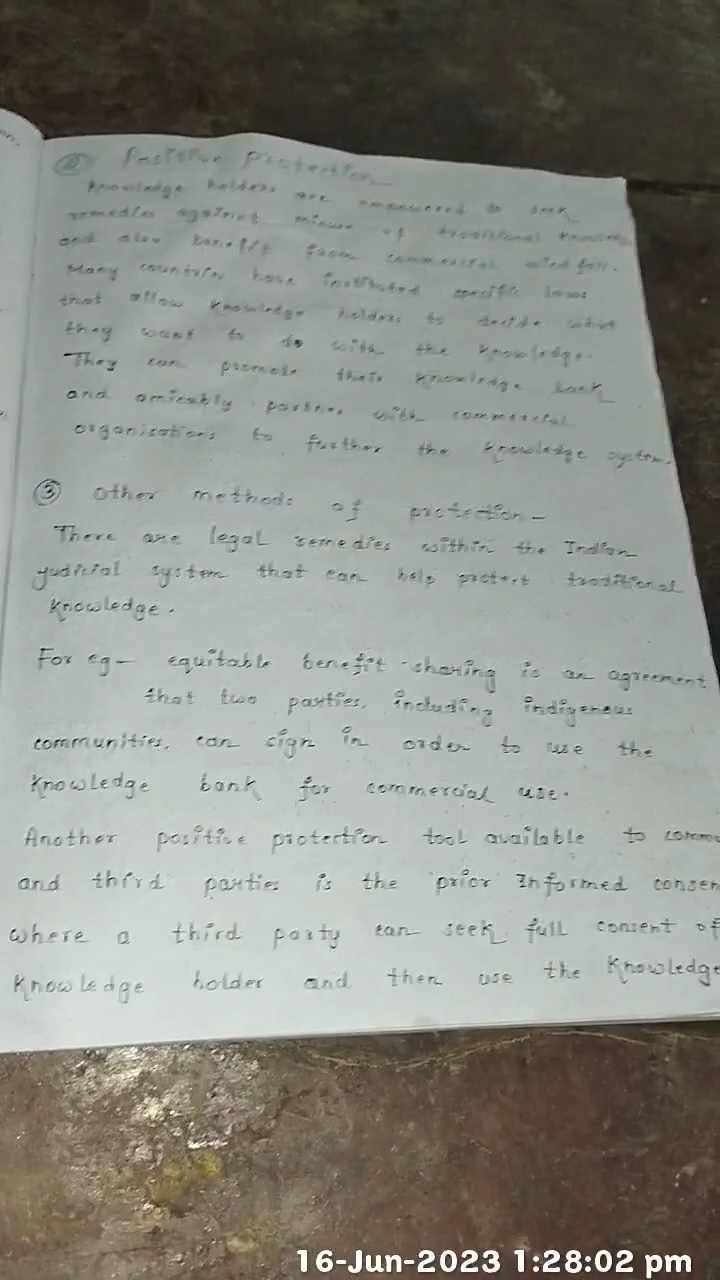 ② Positive Protection
Knowledge holders are empowered to seek
remedies against misuse of traditional knowledge
and also benefit from commercial wind fall.
Many countries have instituted specific laws
that allow Knowledge holders to decide what
they want to do with the Knowledge.
They can promote their Knowledge bank
and amicably partner with commercial
organisations to further the Knowledge system.
③ Other methods of protection-
There are legal remedies within the Indian
judicial system that can help protect traditional
Knowledge.
For eg- equitable benefit sharing is an agreement
that two parties, including indigenous
communities, can sign in order to use the
Knowledge bank for commercial use.
Another positive protection tool available to
and third parties is the prior Informed consen
where a third party can seek full consent of
Knowledge holder and then use the Knowledge
16-Jun-2023 1:28:02 pm